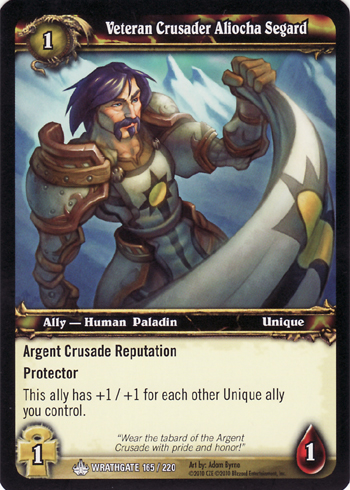 1
Veteran Crusader Aliocha Segard
Ally — Human Paladin Unique
Argent Crusade Reputation
Protector
This ally has +1 / +1 for each other Unique ally
you control.
"Wear the tabard of the Argent
Crusade with pride and honor!"
1
1
WRATHGATE 165 / 220
Art by: Adam Byrne
©2010 CZE ©2010 Blizzard Entertainment, Inc.